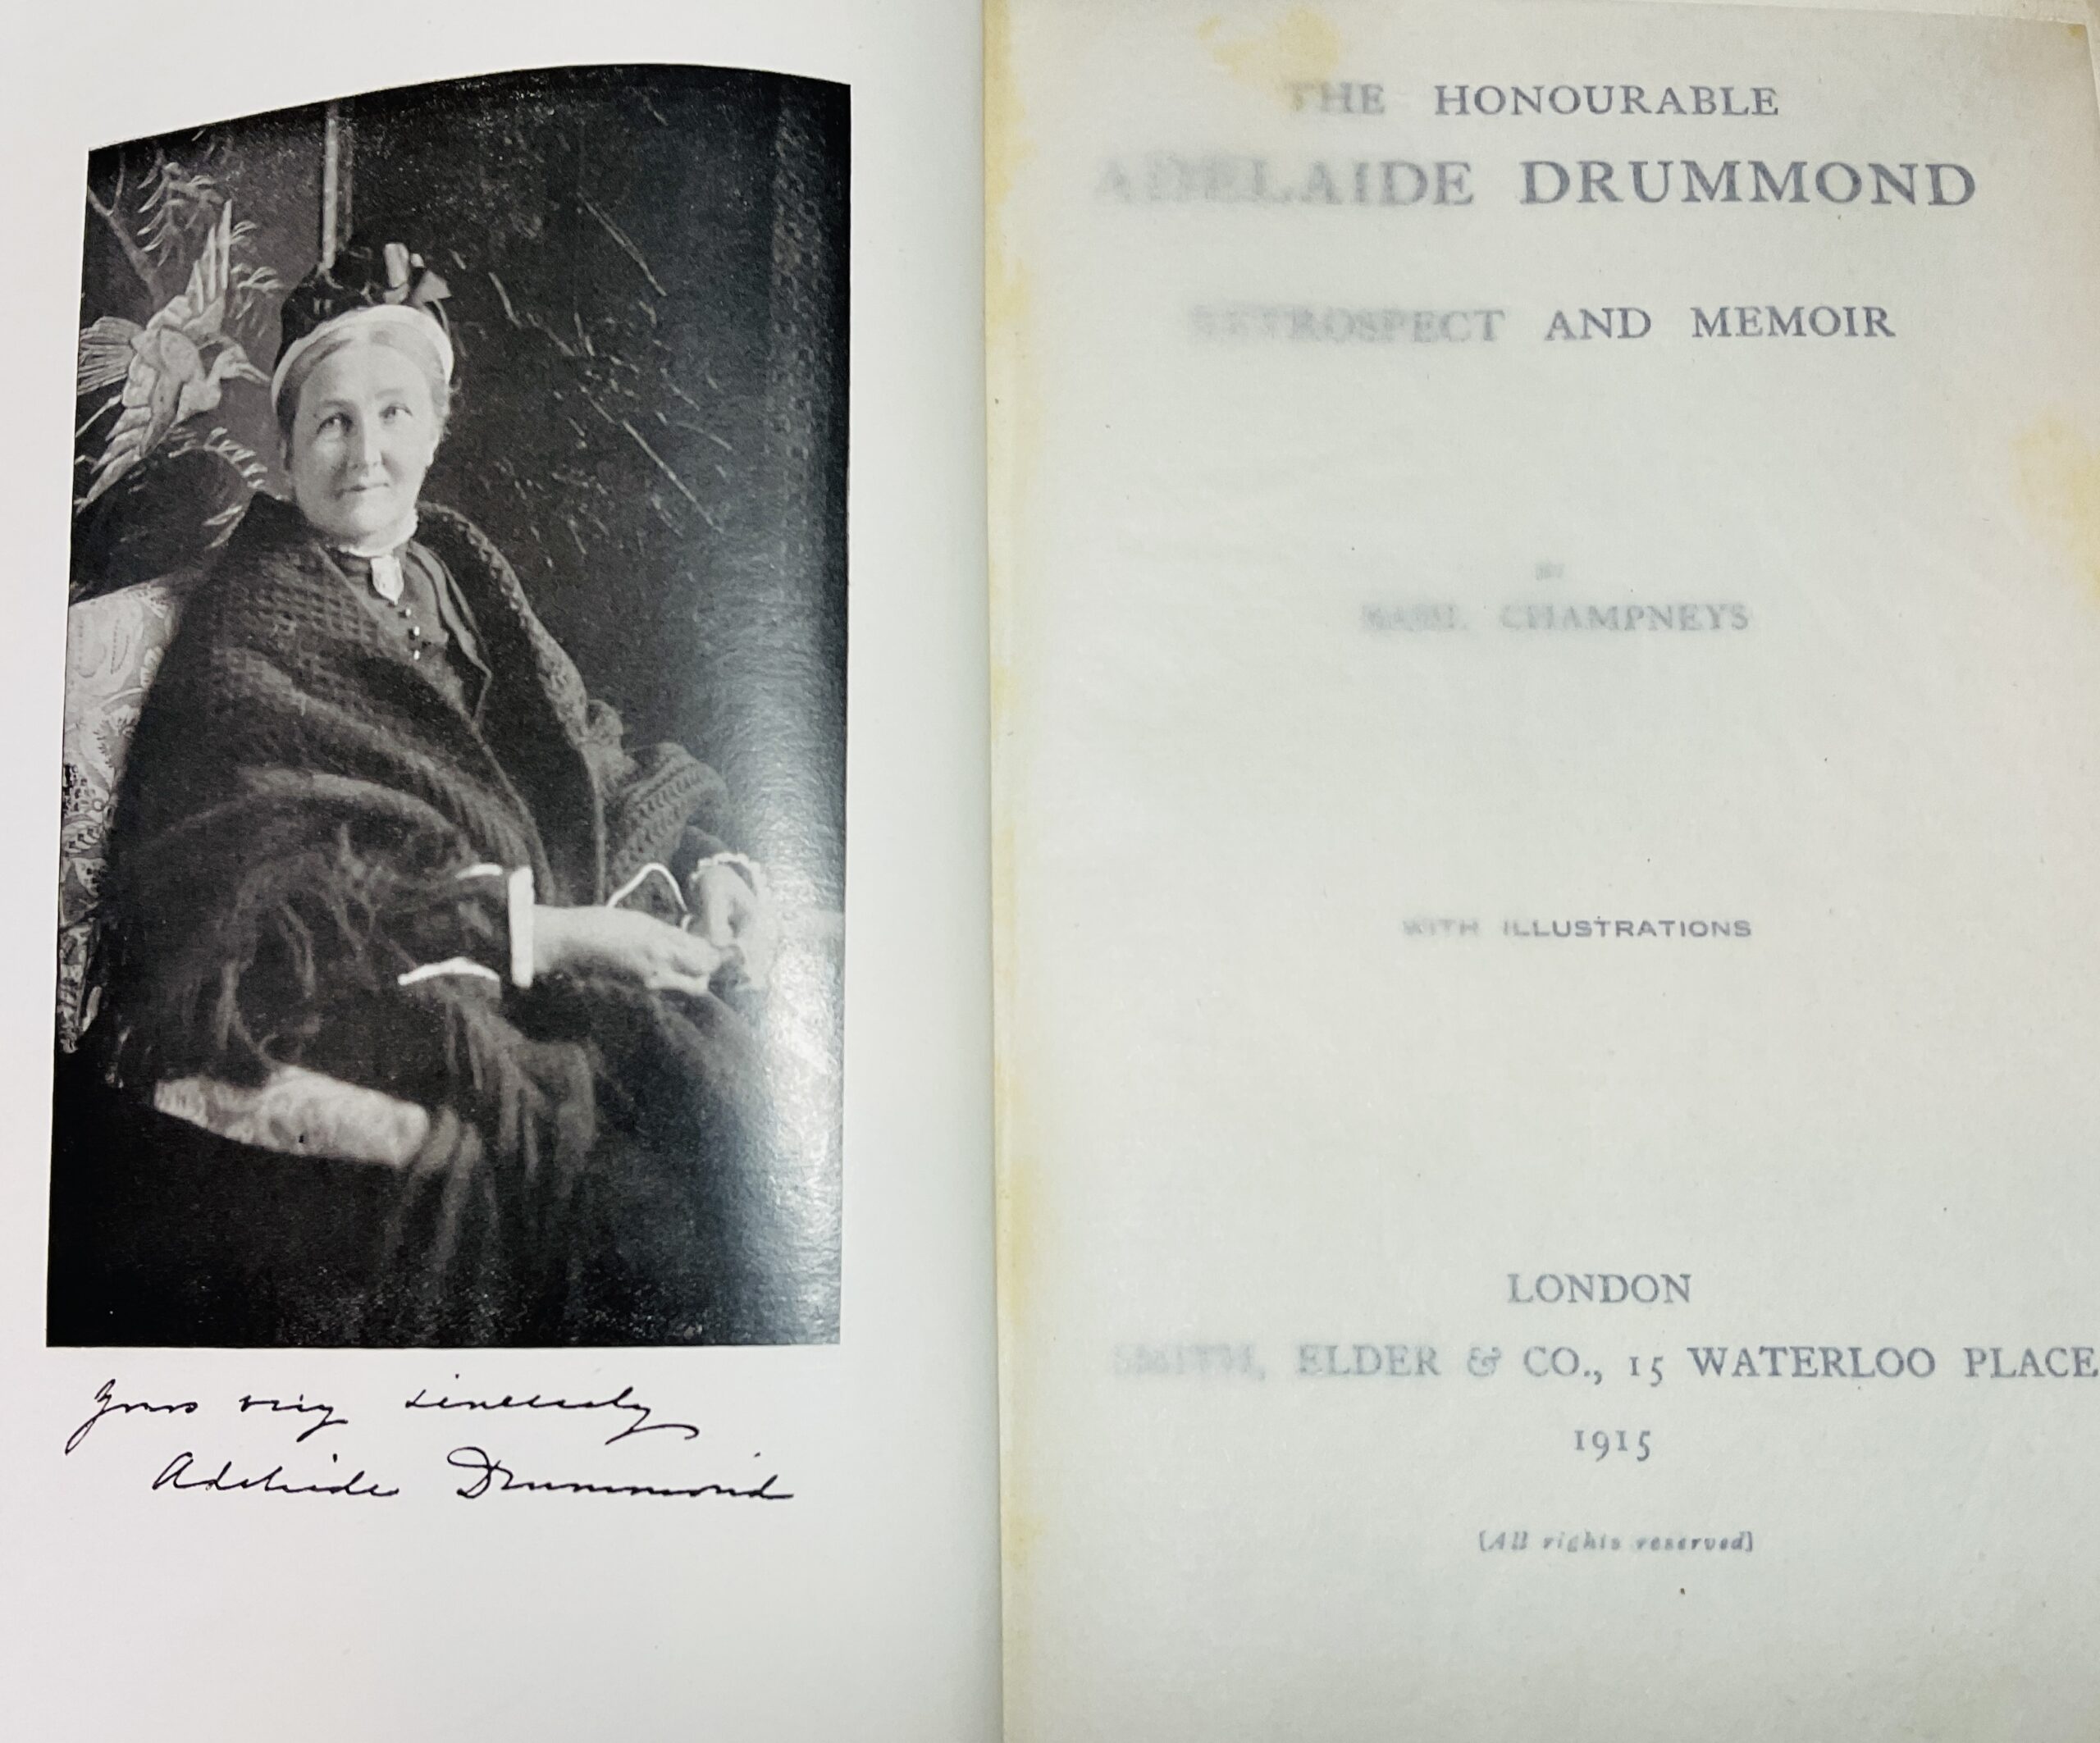 Yours very sincerely
Adelaide Drummond
THE HONOURABLE
ADELAIDE DRUMMOND
RETROSPECT AND MEMOIR
BY
BASIL CHAMPNEYS
WITH ILLUSTRATIONS
LONDON
SMITH, ELDER & CO., 15 WATERLOO PLACE
1915
[All rights reserved]